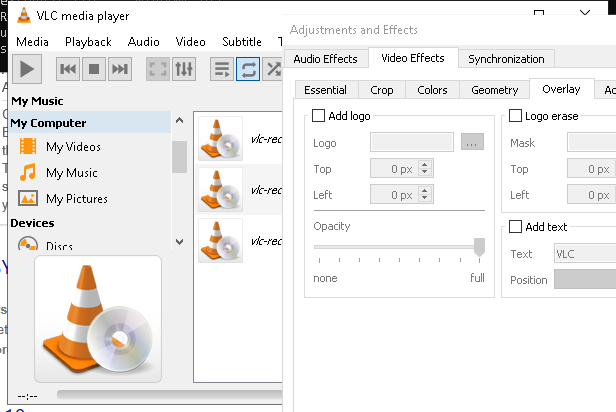 VLC media player
Media Playback Audio Video Subtitle
My Music
My Computer
My Videos
My Music
My Pictures
Devices
Discs
vlc-rec
vlc-rec
vlc-rec
--:--
Adjustments and Effects
Audio Effects Video Effects Synchronization
Essential Crop Colors Geometry Overlay
Add logo
Logo ...
Top 0 px
Left 0 px
Opacity
none full
Logo erase
Mask
Top 0 px
Left 0 px
Add text
Text VLC
Position